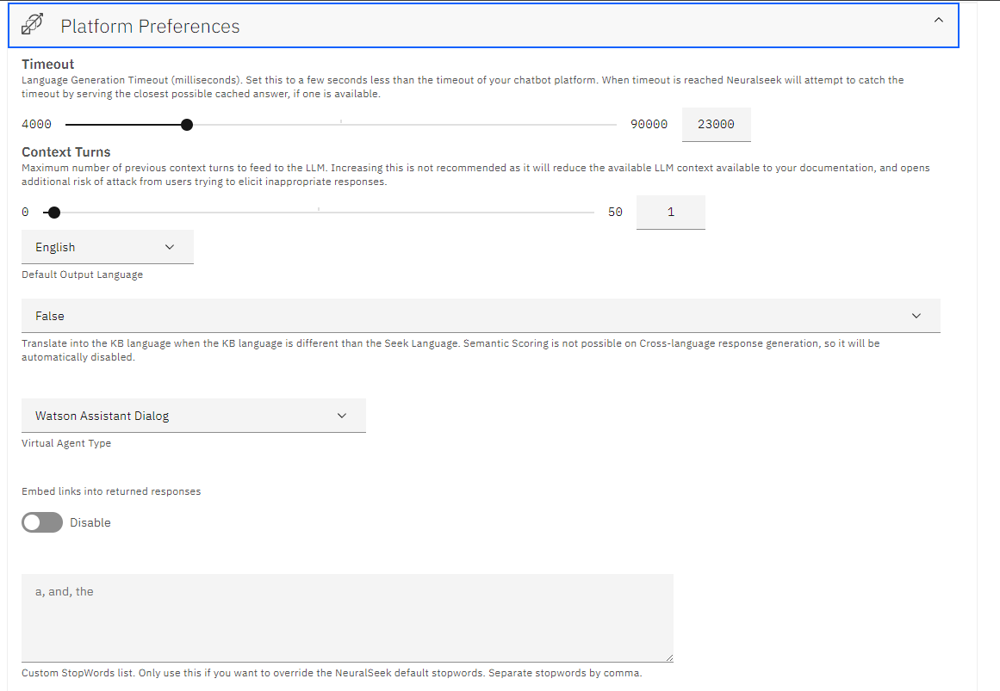 Platform Preferences
Timeout
Language Generation Timeout (milliseconds). Set this to a few seconds less than the timeout of your chatbot platform. When timeout is reached Neuralseek will attempt to catch the
timeout by serving the closest possible cached answer, if one is available.
4000 90000 23000
Context Turns
Maximum number of previous context turns to feed to the LLM. Increasing this is not recommended as it will reduce the available LLM context available to your documentation, and opens
additional risk of attack from users trying to elicit inappropriate responses.
0 50 1
English
Default Output Language
False
Translate into the KB language when the KB language is different than the Seek Language. Semantic Scoring is not possible on Cross-language response generation, so it will be
automatically disabled.
Watson Assistant Dialog
Virtual Agent Type
Embed links into returned responses
Disable
a, and, the
Custom StopWords list. Only use this if you want to override the NeuralSeek default stopwords. Separate stopwords by comma.